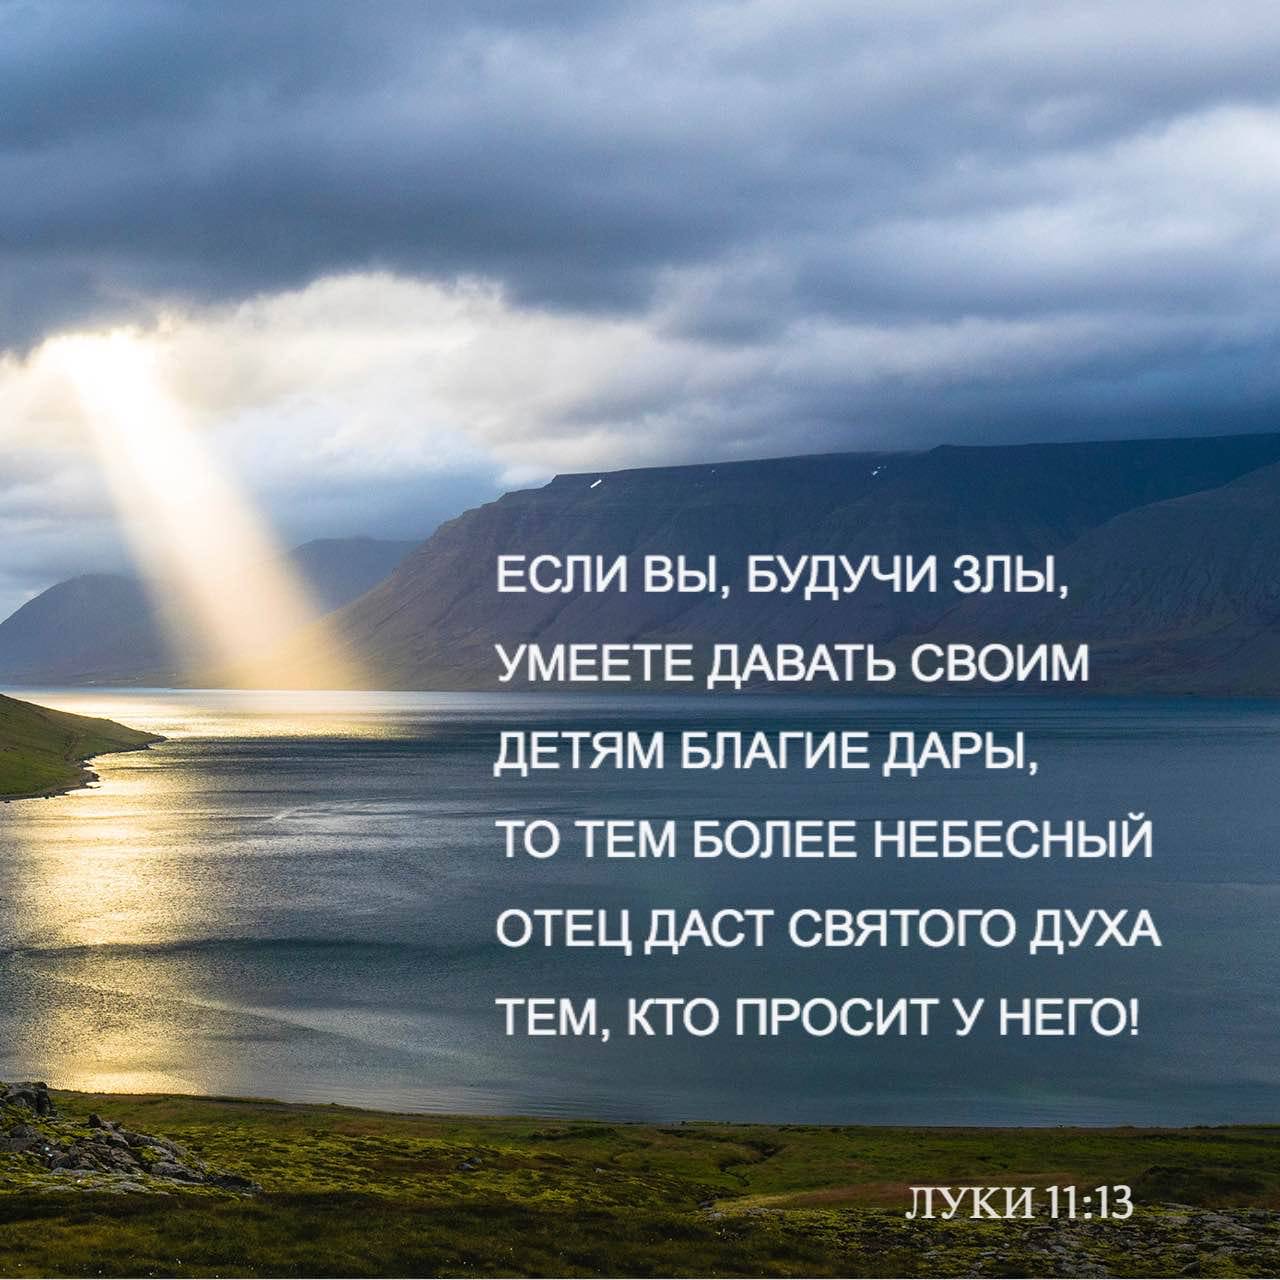 ЕСЛИ ВЫ, БУДУЧИ ЗЛЫ,
УМЕЕТЕ ДАВАТЬ СВОИМ
ДЕТЯМ БЛАГИЕ ДАРЫ,
ТО ТЕМ БОЛЕЕ НЕБЕСНЫЙ
ОТЕЦ ДАСТ СВЯТОГО ДУХА
ТЕМ, КТО ПРОСИТ У НЕГО!
ЛУКИ 11:13